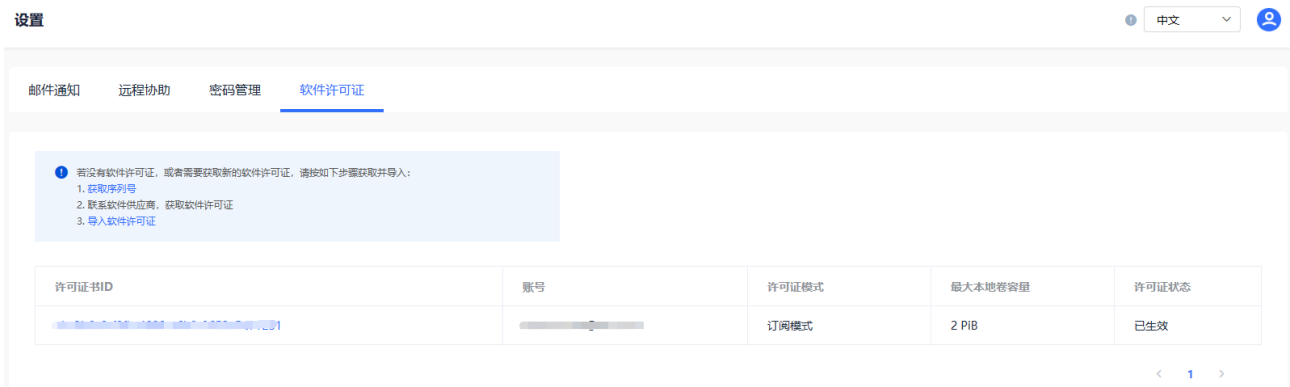 设置
中文
邮件通知 远程协助 密码管理 软件许可证
若没有软件许可证，或者需要获取新的软件许可证，请按如下步骤获取并导入：
1. 获取序列号
2. 联系软件供应商，获取软件许可证
3. 导入软件许可证
许可证书ID 账号 许可证模式 最大本地卷容量 许可证状态
订阅模式 2 PiB 已生效
< 1 >